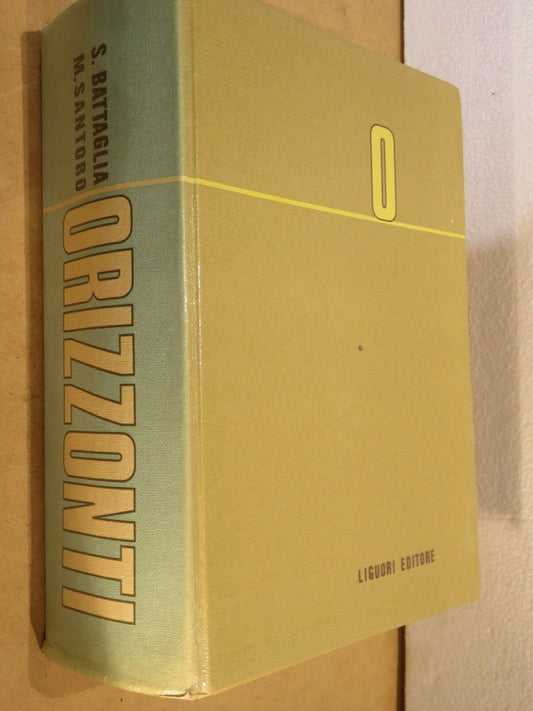 S. BATTAGLIA
M. SANTORO
ORIZZONTI
O
LIGUORI EDITORE